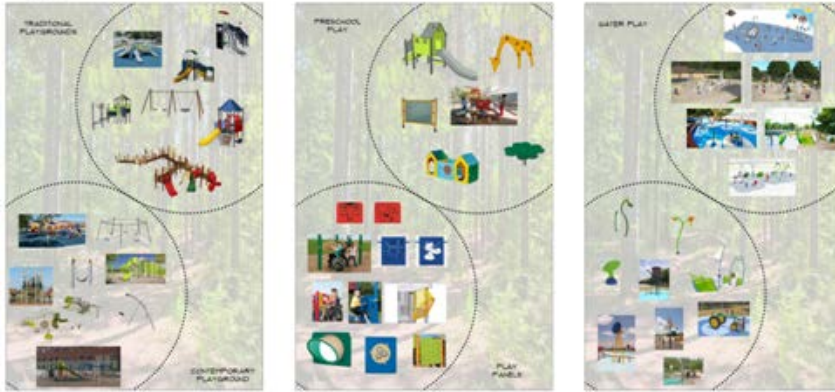 TRADITIONAL
PLAYGROUNDS
CONTEMPORARY
PLAYGROUND
PRESCHOOL
PLAY
PLAY
PANELS
WATER PLAY